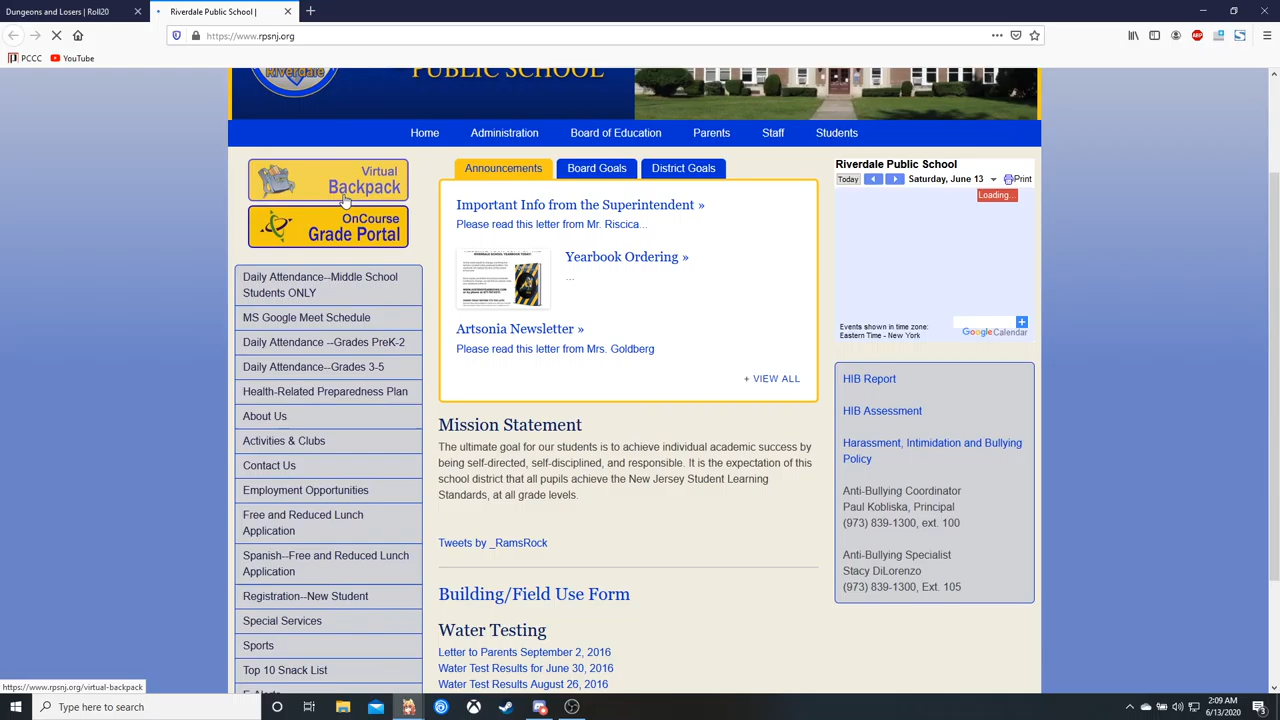 Dungeons and Losers | Roll20
Riverdale Public School |
https://www.rpsnj.org
PCCC
YouTube
Riverdale
PUBLIC SCHOOL
Home
Administration
Board of Education
Parents
Staff
Students
Virtual
Backpack
OnCourse
Grade Portal
Daily Attendance--Middle School
Students ONLY
MS Google Meet Schedule
Daily Attendance --Grades PreK-2
Daily Attendance--Grades 3-5
Health-Related Preparedness Plan
About Us
Activities & Clubs
Contact Us
Employment Opportunities
Free and Reduced Lunch
Application
Spanish--Free and Reduced Lunch
Application
Registration--New Student
Special Services
Sports
Top 10 Snack List
Announcements
Board Goals
District Goals
Important Info from the Superintendent »
Please read this letter from Mr. Riscica...
Yearbook Ordering »
...
Artsonia Newsletter »
Please read this letter from Mrs. Goldberg
+ VIEW ALL
Mission Statement
The ultimate goal for our students is to achieve individual academic success by
being self-directed, self-disciplined, and responsible. It is the expectation of this
school district that all pupils achieve the New Jersey Student Learning
Standards, at all grade levels.
Tweets by _RamsRock
Building/Field Use Form
Water Testing
Letter to Parents September 2, 2016
Water Test Results for June 30, 2016
Water Test Results August 26, 2016
Riverdale Public School
Today
Saturday, June 13
Print
Loading...
Events shown in time zone:
Eastern Time - New York
Google Calendar
HIB Report
HIB Assessment
Harassment, Intimidation and Bullying
Policy
Anti-Bullying Coordinator
Paul Kobliska, Principal
(973) 839-1300, ext. 100
Anti-Bullying Specialist
Stacy DiLorenzo
(973) 839-1300, Ext. 105
https://www.rpsnj.org/virtual-backpack
Type here to search
2:09 AM
6/13/2020